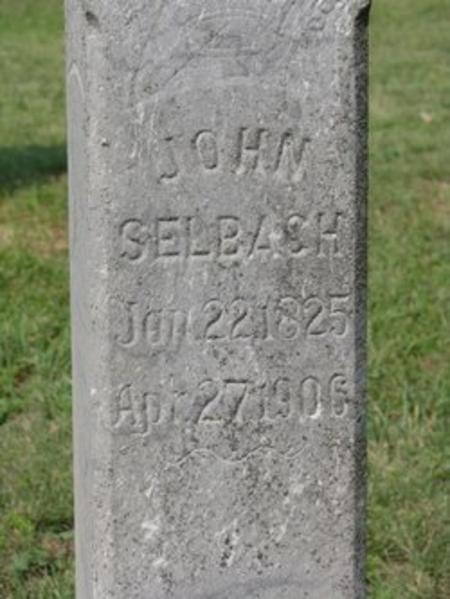 JOHN
SELBACH
Jan 22 1825
Apr 27 1906